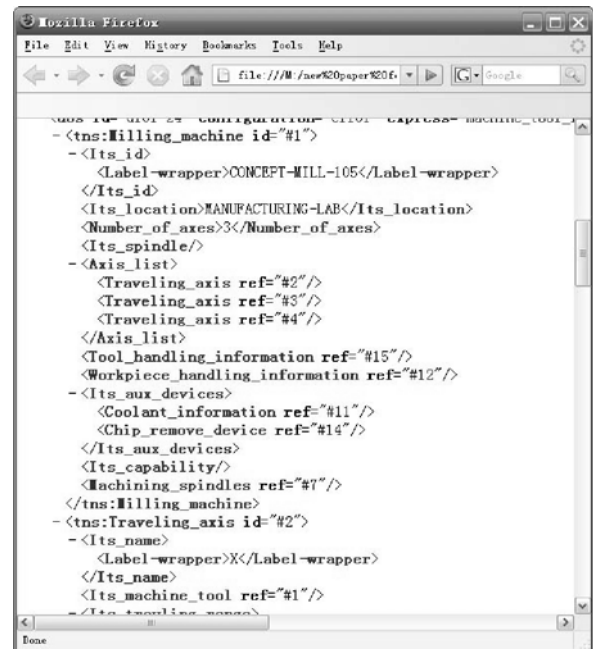 Mozilla Firefox
File Edit View History Bookmarks Tools Help
file:///M:/new%20paper%20f
G Google
- <tns:Milling_machine id="#1">
- <Its_id>
<Label-wrapper>CONCEPT-MILL-105</Label-wrapper>
</Its_id>
<Its_location>MANUFACTURING-LAB</Its_location>
<Number_of_axes>3</Number_of_axes>
<Its_spindle/>
- <Axis_list>
<Traveling_axis ref="#2"/>
<Traveling_axis ref="#3"/>
<Traveling_axis ref="#4"/>
</Axis_list>
<Tool_handling_information ref="#15"/>
<Workpiece_handling_information ref="#12"/>
- <Its_aux_devices>
<Coolant_information ref="#11"/>
<Chip_remove_device ref="#14"/>
</Its_aux_devices>
<Its_capability/>
<Machining_spindles ref="#7"/>
</tns:Milling_machine>
- <tns:Traveling_axis id="#2">
- <Its_name>
<Label-wrapper>X</Label-wrapper>
</Its_name>
<Its_machine_tool ref="#1"/>
Done